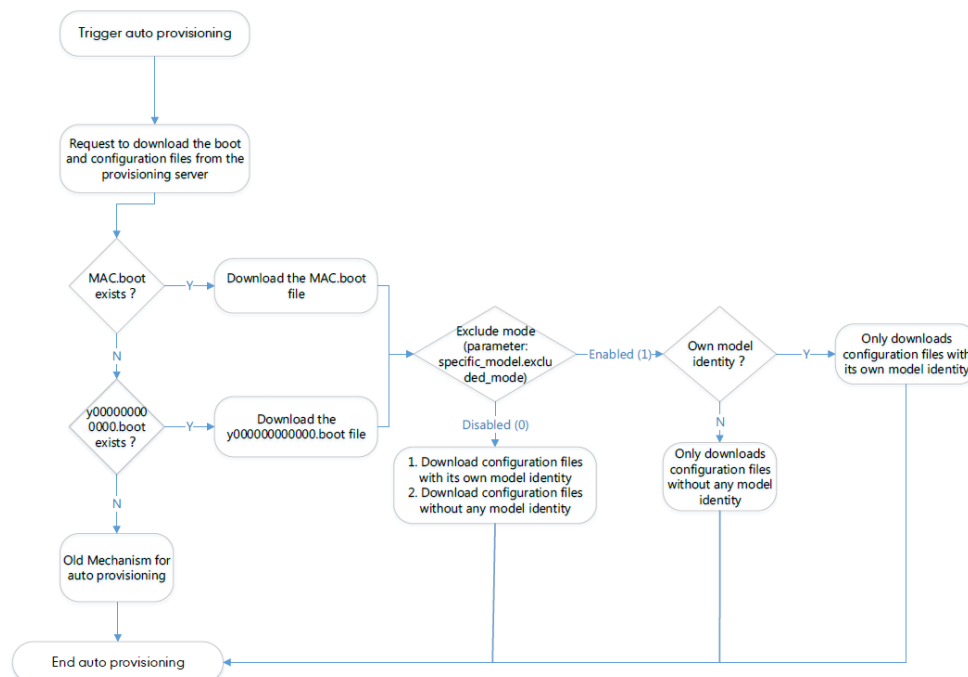 Trigger auto provisioning
Request to download the boot
and configuration files from the
provisioning server
MAC.boot
exists ?
Y
Download the MAC.boot
file
N
y00000000
0000.boot
exists ?
Y
Download the
y000000000000.boot file
N
Old Mechanism for
auto provisioning
End auto provisioning
Exclude mode
(parameter:
specific_model.exclu
ded_mode)
Enabled (1)
Disabled (0)
1. Download configuration files
with its own model identity
2. Download configuration files
without any model identity
Own model
identity ?
Y
Only downloads
configuration files with
its own model identity
N
Only downloads
configuration files
without any model
identity